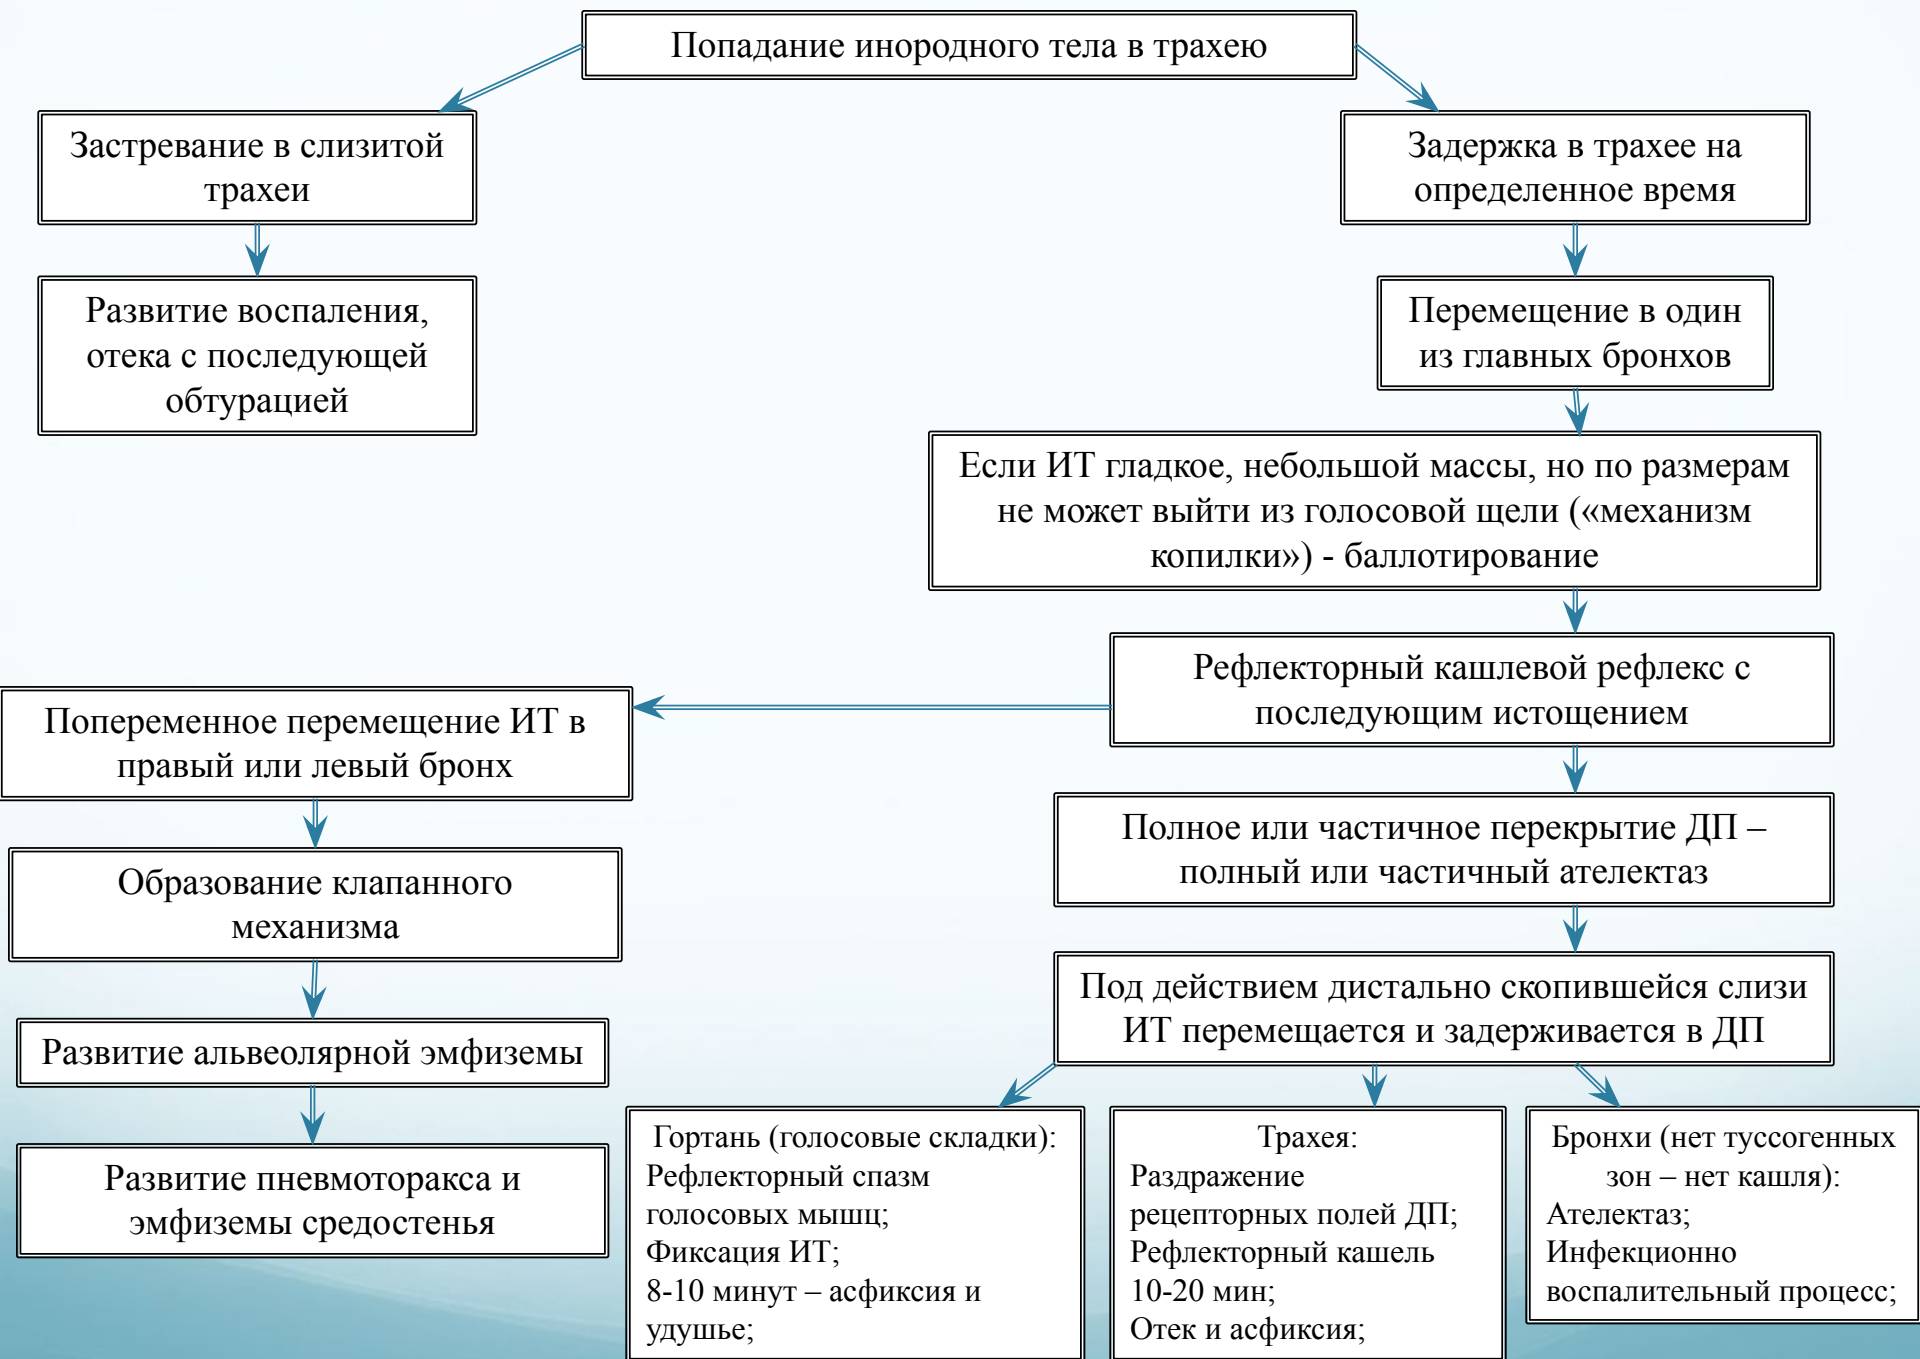 Попадание инородного тела в трахею
Застревание в слизитой
трахеи
Задержка в трахее на
определенное время
Развитие воспаления,
отека с последующей
обтурацией
Перемещение в один
из главных бронхов
Если ИТ гладкое, небольшой массы, но по размерам
не может выйти из голосовой щели («механизм
копилки») - баллотирование
Рефлекторный кашлевой рефлекс с
последующим истощением
Попеременное перемещение ИТ в
правый или левый бронх
Полное или частичное перекрытие ДП –
полный или частичный ателектаз
Образование клапанного
механизма
Под действием дистально скопившейся слизи
ИТ перемещается и задерживается в ДП
Развитие альвеолярной эмфиземы
Развитие пневмоторакса и
эмфиземы средостенья
Гортань (голосовые складки):
Рефлекторный спазм
голосовых мышц;
Фиксация ИТ;
8-10 минут – асфиксия и
удушье;
Трахея:
Раздражение
рецепторных полей ДП;
Рефлекторный кашель
10-20 мин;
Отек и асфиксия;
Бронхи (нет туссогенных
зон – нет кашля):
Ателектаз;
Инфекционно
воспалительный процесс;